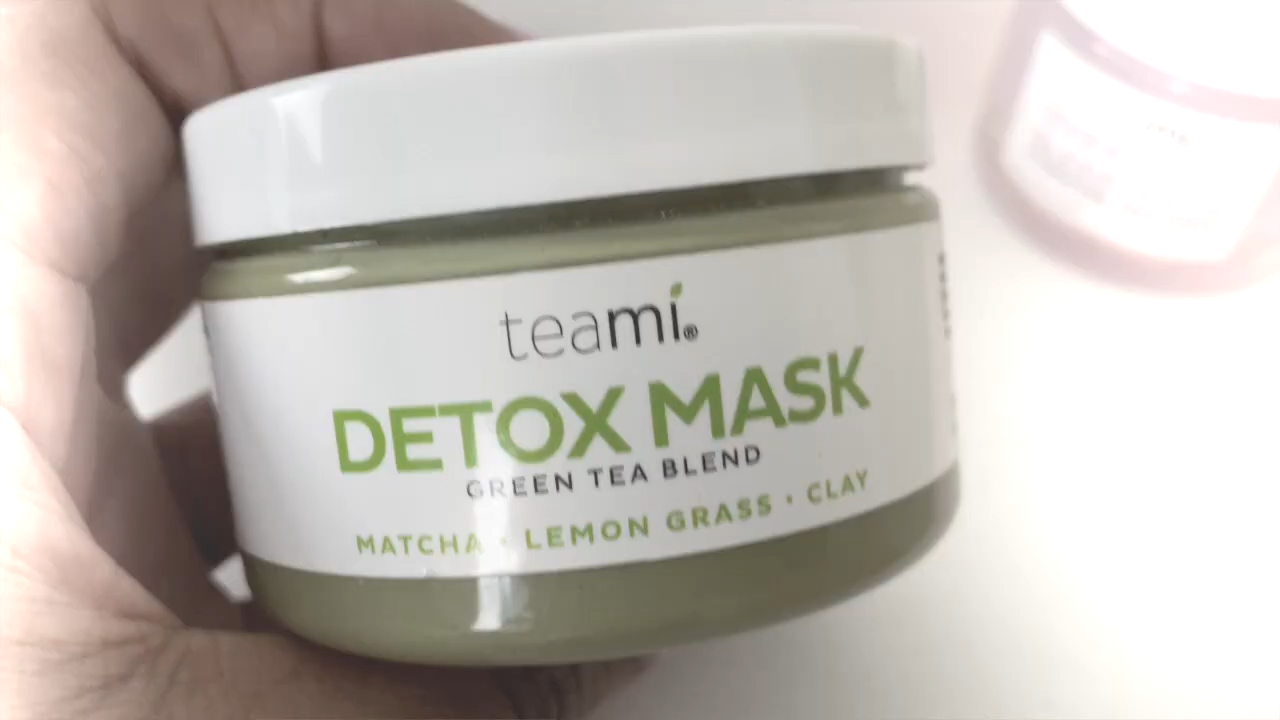 teami®
DETOX MASK
GREEN TEA BLEND
MATCHA · LEMON GRASS · CLAY